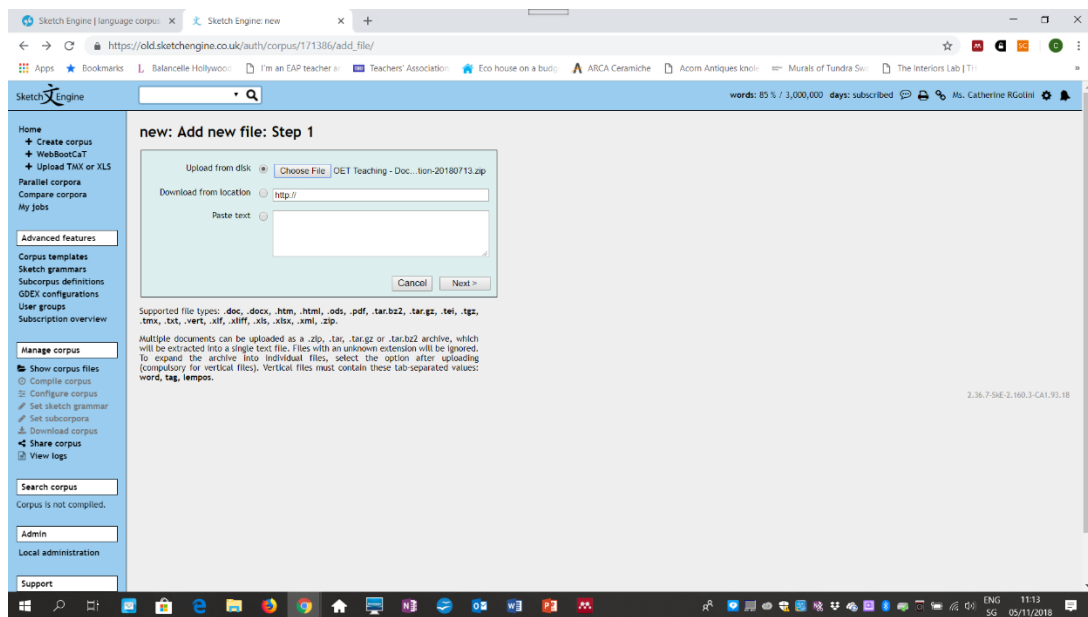 Sketch Engine | language corpus
Sketch Engine: new
https://old.sketchengine.co.uk/auth/corpus/171386/add_file/
Apps
Bookmarks
Balancelle Hollywood
I'm an EAP teacher ar
Teachers' Association
Eco house on a budg
ARCA Ceramiche
Acorn Antiques knole
Murals of Tundra Swa
The Interiors Lab | TH
Sketch Engine
words: 85 % / 3,000,000 days: subscribed
Ms. Catherine RGolini
Home
+ Create corpus
+ WebBootCaT
+ Upload TMX or XLS
Parallel corpora
Compare corpora
My jobs
Advanced features
Corpus templates
Sketch grammars
Subcorpus definitions
GDEX configurations
User groups
Subscription overview
Manage corpus
Show corpus files
Compile corpus
Configure corpus
Set sketch grammar
Set subcorpora
Download corpus
Share corpus
View logs
Search corpus
Corpus is not compiled.
Admin
Local administration
Support
new: Add new file: Step 1
Upload from disk
Choose File OET Teaching - Doc...tion-20180713.zip
Download from location
http://
Paste text
Cancel
Next >
Supported file types: .doc, .docx, .htm, .html, .ods, .pdf, .tar.bz2, .tar.gz, .tei, .tgz,
.tmx, .txt, .vert, .xlf, .xliff, .xls, .xlsx, .xml, .zip.
Multiple documents can be uploaded as a .zip, .tar, .tar.gz or .tar.bz2 archive, which
will be extracted into a single text file. Files with an unknown extension will be ignored.
To expand the archive into individual files, select the option after uploading
(compulsory for vertical files). Vertical files must contain these tab-separated values:
word, tag, lempos.
2.36.7-SkE-2.160.3-CA1.93.18
ENG
SG
11:13
05/11/2018